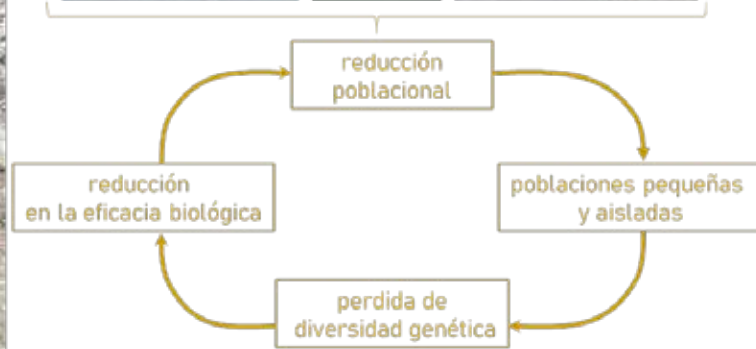 reducción
poblacional
reducción
en la eficacia biológica
poblaciones pequeñas
y aisladas
perdida de
diversidad genética